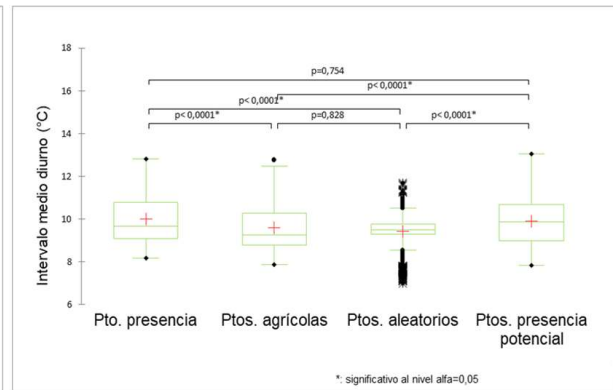 18
16
14
12
10
8
6
4
Intervalo medio diurno (°C)
p=0,754
p< 0,0001*
p< 0,0001*
p< 0,0001*
p=0,828
p< 0,0001*
Pto. presencia
Ptos. agrícolas
Ptos. aleatorios
Ptos. presencia
potencial
*: significativo al nivel alfa=0,05